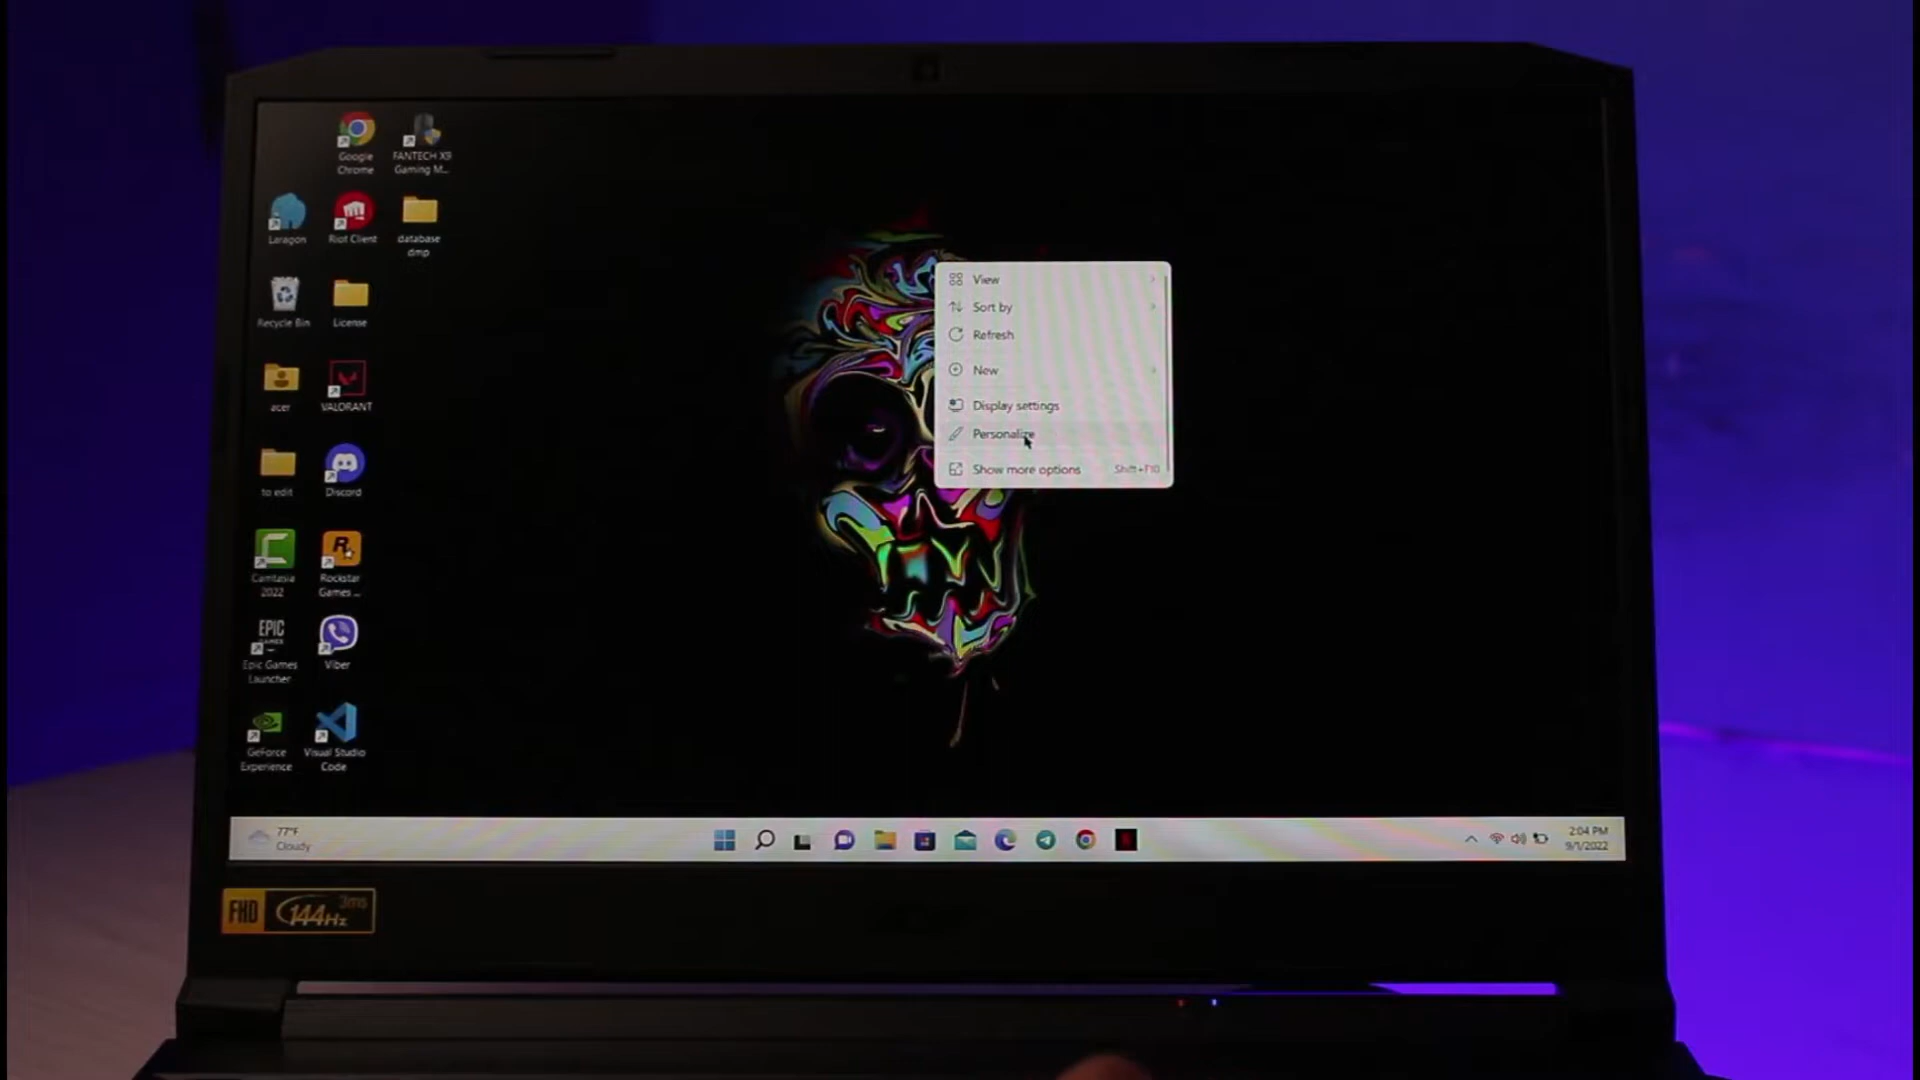 Google
Chrome
FANTECH X9
Gaming M...
Laragon
Riot Client
database
dmp
Recycle Bin
License
acer
VALORANT
to edit
Discord
Camtasia
2022
Rockstar
Games ...
EPIC
GAMES
Epic Games
Launcher
Viber
GeForce
Experience
Visual Studio
Code
View
Sort by
Refresh
New
Display settings
Personalize
Show more options Shift+F10
77°F
Cloudy
2:04 PM
9/1/2022
FHD 144Hz 3ms